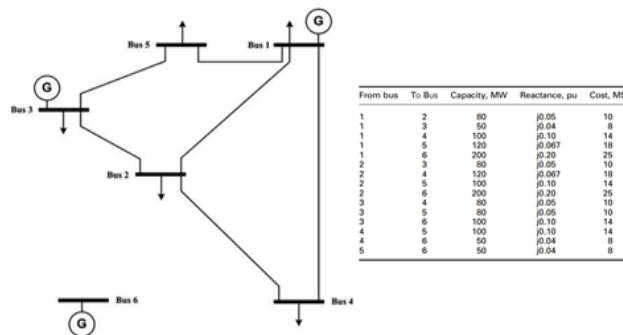 G
Bus 5
Bus 1
G
Bus 3
Bus 2
Bus 6
G
Bus 4
From bus To Bus Capacity, MW Reactance, pu Cost, M$
1 2 80 j0.05 10
1 3 50 j0.04 8
1 4 100 j0.10 14
1 5 120 j0.067 18
1 6 200 j0.20 25
2 3 80 j0.05 10
2 4 120 j0.067 18
2 5 100 j0.10 14
2 6 200 j0.20 25
3 4 80 j0.05 10
3 5 80 j0.05 10
3 6 100 j0.10 14
4 5 100 j0.10 14
4 6 50 j0.04 8
5 6 50 j0.04 8